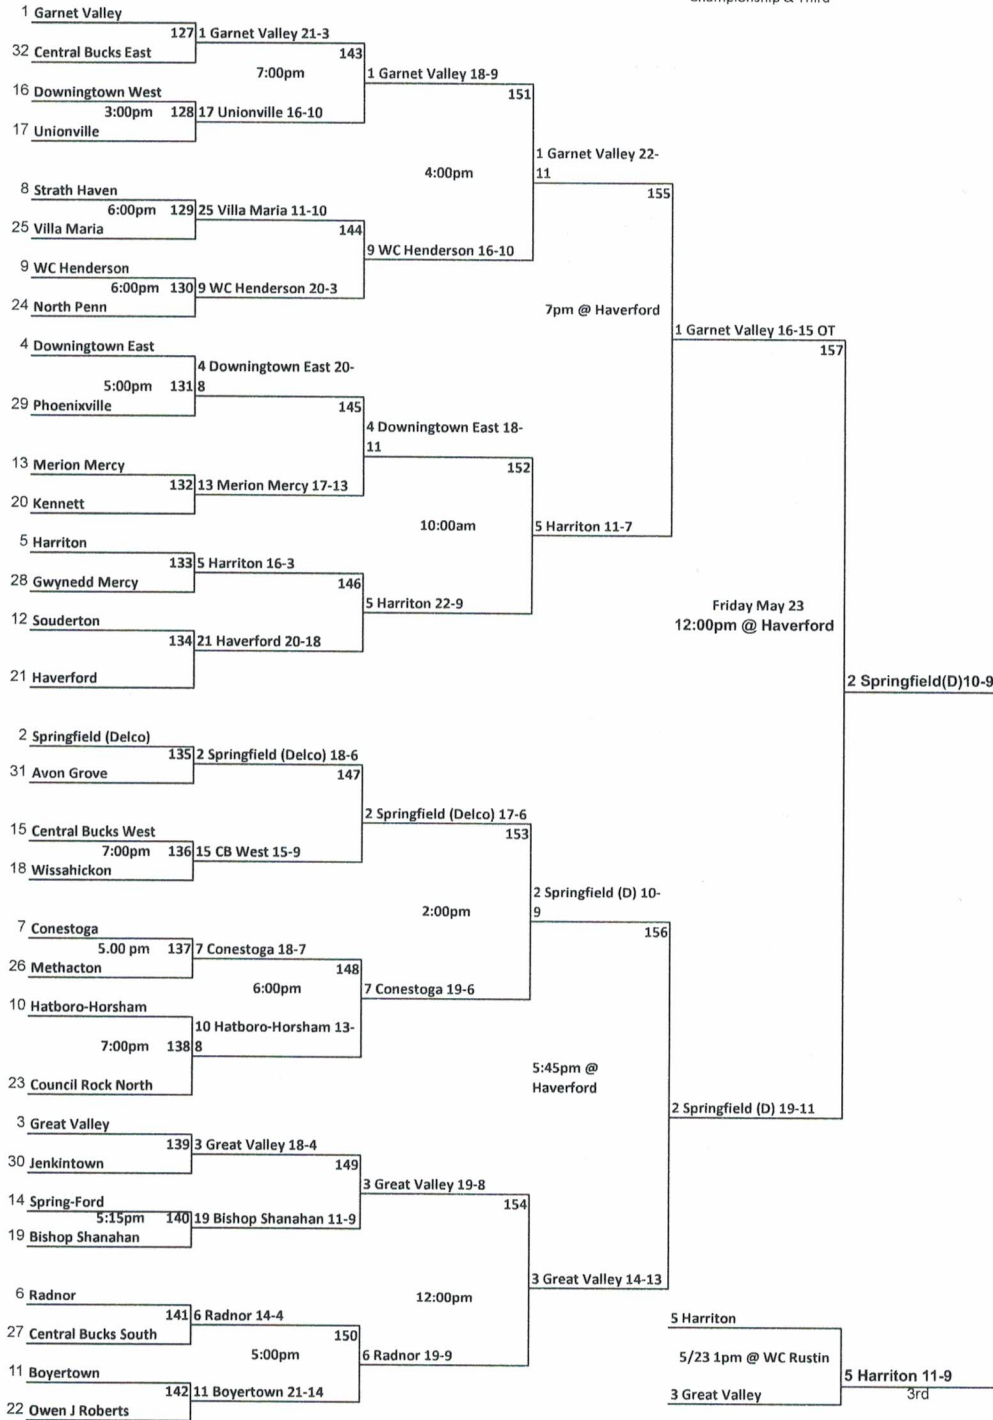 Championship & Third
1 Garnet Valley
127 1 Garnet Valley 21-3
32 Central Bucks East
143
7:00pm
1 Garnet Valley 18-9
16 Downingtown West
151
3:00pm 128 17 Unionville 16-10
17 Unionville
1 Garnet Valley 22-
11
4:00pm
155
8 Strath Haven
6:00pm 129 25 Villa Maria 11-10
25 Villa Maria
144
9 WC Henderson 16-10
9 WC Henderson
6:00pm 130 9 WC Henderson 20-3
24 North Penn
7pm @ Haverford
1 Garnet Valley 16-15 OT
157
4 Downingtown East
4 Downingtown East 20-
5:00pm 131 8
29 Phoenixville
145
4 Downingtown East 18-
11
13 Merion Mercy
152
132 13 Merion Mercy 17-13
20 Kennett
10:00am
5 Harriton 11-7
5 Harriton
133 5 Harriton 16-3
28 Gwynedd Mercy
146
5 Harriton 22-9
Friday May 23
12:00pm @ Haverford
12 Souderton
134 21 Haverford 20-18
21 Haverford
2 Springfield(D)10-9
2 Springfield (Delco)
135 2 Springfield (Delco) 18-6
31 Avon Grove
147
2 Springfield (Delco) 17-6
15 Central Bucks West
153
7:00pm 136 15 CB West 15-9
18 Wissahickon
2 Springfield (D) 10-
9
2:00pm
156
7 Conestoga
5.00 pm 137 7 Conestoga 18-7
26 Methacton
148
6:00pm
7 Conestoga 19-6
10 Hatboro-Horsham
10 Hatboro-Horsham 13-
7:00pm 138 8
23 Council Rock North
5:45pm @
Haverford
2 Springfield (D) 19-11
3 Great Valley
139 3 Great Valley 18-4
30 Jenkintown
149
3 Great Valley 19-8
14 Spring-Ford
154
5:15pm 140 19 Bishop Shanahan 11-9
19 Bishop Shanahan
3 Great Valley 14-13
12:00pm
6 Radnor
141 6 Radnor 14-4
27 Central Bucks South
150
5:00pm
6 Radnor 19-9
11 Boyertown
142 11 Boyertown 21-14
22 Owen J Roberts
5 Harriton
5/23 1pm @ WC Rustin
5 Harriton 11-9
3rd
3 Great Valley